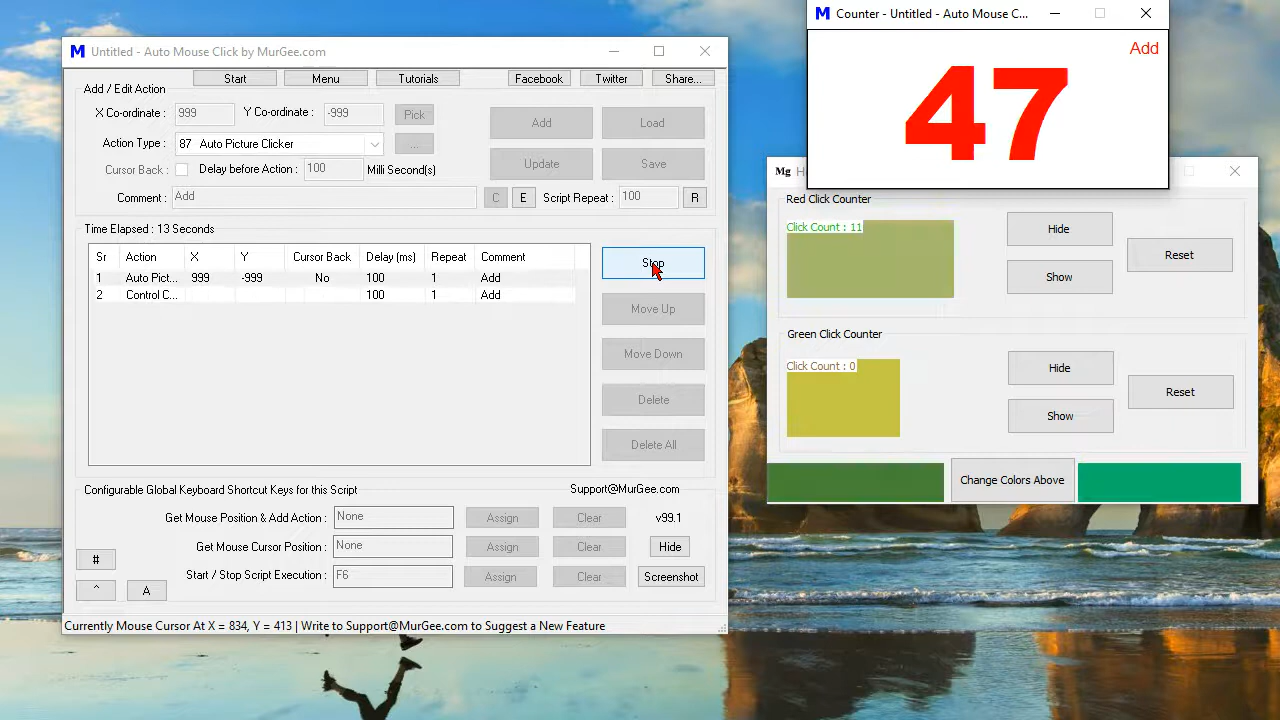 M Untitled - Auto Mouse Click by MurGee.com
Start Menu Tutorials Facebook Twitter Share...
Add / Edit Action
X Co-ordinate : 999 Y Co-ordinate : -999 Pick Add Load
Action Type : 87 Auto Picture Clicker ...
Cursor Back : Delay before Action : 100 Milli Second(s) Update Save
Comment : Add C E Script Repeat : 100 R
Time Elapsed : 13 Seconds
Sr Action X Y Cursor Back Delay (ms) Repeat Comment
1 Auto Pict... 999 -999 No 100 1 Add
2 Control C... 100 1 Add
Stop
Move Up
Move Down
Delete
Delete All
Configurable Global Keyboard Shortcut Keys for this Script Support@MurGee.com
Get Mouse Position & Add Action : None Assign Clear v99.1
Get Mouse Cursor Position : None Assign Clear Hide
Start / Stop Script Execution : F6 Assign Clear Screenshot
#
^ A
Currently Mouse Cursor At X = 834, Y = 413 | Write to Support@MurGee.com to Suggest a New Feature
M Counter - Untitled - Auto Mouse C...
Add
47
Mg
Red Click Counter
Click Count : 11
Hide
Show
Reset
Green Click Counter
Click Count : 0
Hide
Show
Reset
Change Colors Above